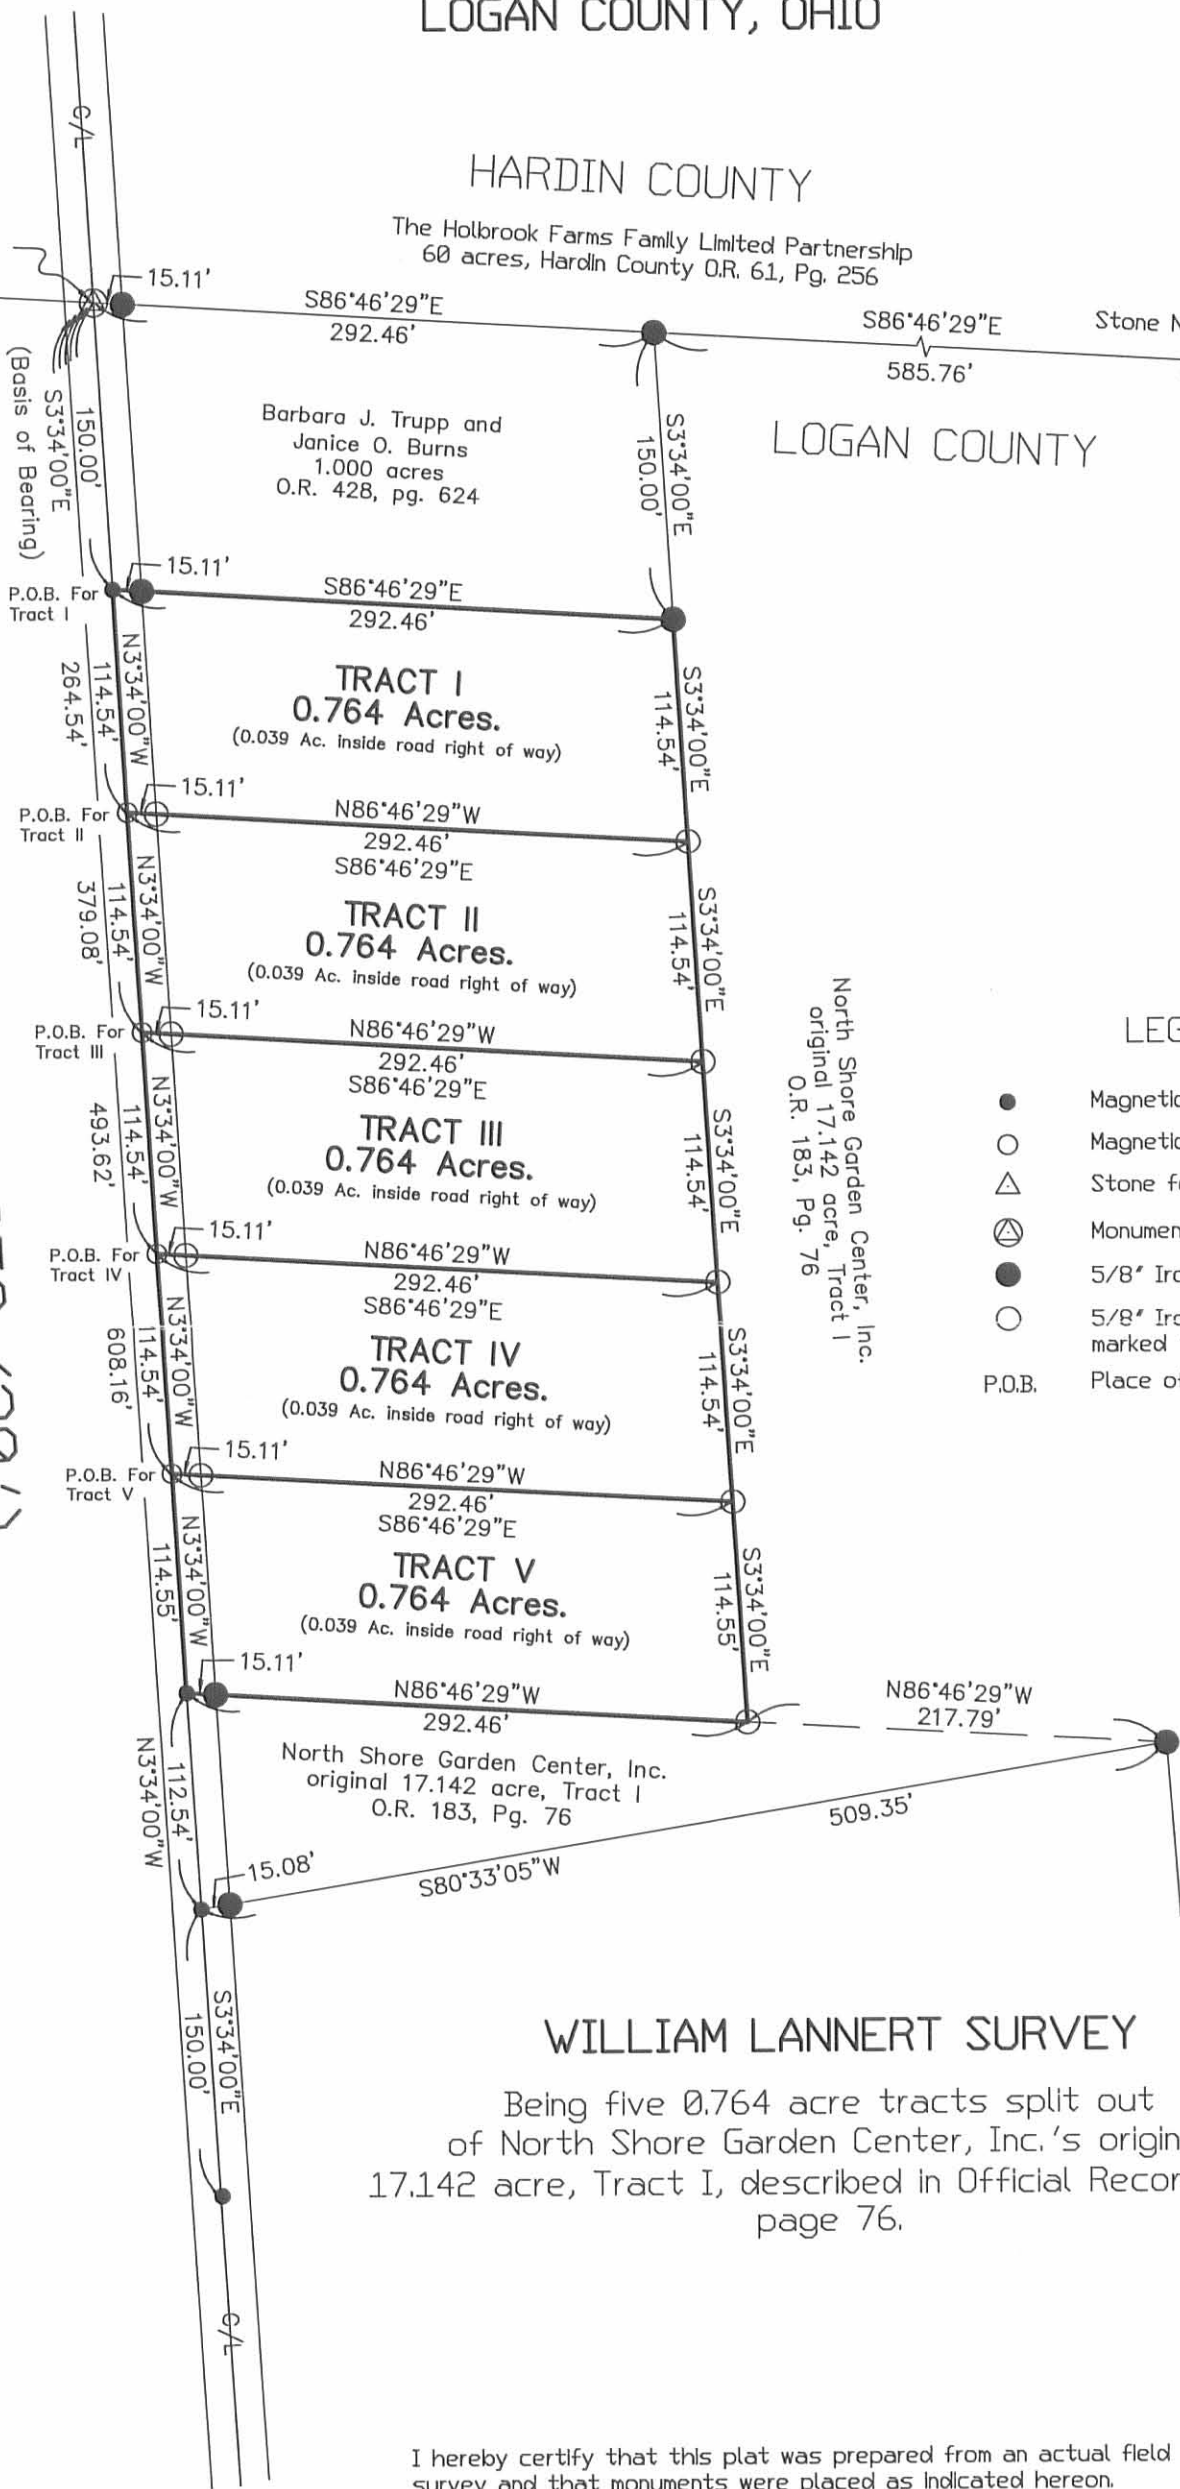 LOGAN COUNTY, OHIO
C/L
HARDIN COUNTY
The Holbrook Farms Family Limited Partnership
60 acres, Hardin County O.R. 61, Pg. 256
15.11'
S86°46'29"E
292.46'
S86°46'29"E
585.76'
Stone
(Basis of Bearing)
S3°34'00"E
150.00'
Barbara J. Trupp and
Janice O. Burns
1.000 acres
O.R. 428, pg. 624
S3°34'00"E
150.00'
LOGAN COUNTY
15.11'
P.O.B. For
Tract I
S86°46'29"E
292.46'
264.54'
114.54'
N3°34'00"W
TRACT I
0.764 Acres.
(0.039 Ac. inside road right of way)
S3°34'00"E
114.54'
15.11'
P.O.B. For
Tract II
N86°46'29"W
292.46'
S86°46'29"E
379.08'
114.54'
N3°34'00"W
TRACT II
0.764 Acres.
(0.039 Ac. inside road right of way)
S3°34'00"E
114.54'
North Shore Garden Center, Inc.
original 17.142 acre, Tract I
O.R. 183, Pg. 76
15.11'
P.O.B. For
Tract III
N86°46'29"W
292.46'
S86°46'29"E
493.62'
114.54'
N3°34'00"W
TRACT III
0.764 Acres.
(0.039 Ac. inside road right of way)
S3°34'00"E
114.54'
LEG
Magnetic
Magnetic
Stone
Monumen
5/8"
5/8"
marked
P.O.B. Place
15.11'
P.O.B. For
Tract IV
N86°46'29"W
292.46'
S86°46'29"E
608.16'
114.54'
N3°34'00"W
TRACT IV
0.764 Acres.
(0.039 Ac. inside road right of way)
S3°34'00"E
114.54'
15.11'
P.O.B. For
Tract V
N86°46'29"W
292.46'
S86°46'29"E
114.55'
N3°34'00"W
TRACT V
0.764 Acres.
(0.039 Ac. inside road right of way)
S3°34'00"E
114.55'
15.11'
N86°46'29"W
292.46'
N86°46'29"W
217.79'
N3°34'00"W
112.54'
North Shore Garden Center, Inc.
original 17.142 acre, Tract I
O.R. 183, Pg. 76
509.35'
S80°33'05"W
15.08'
S3°34'00"E
150.00'
C/L
WILLIAM LANNERT SURVEY
Being five 0.764 acre tracts split out
of North Shore Garden Center, Inc.'s origin
17.142 acre, Tract I, described in Official Recor
page 76.
I hereby certify that this plat was prepared from an actual field
survey and that monuments were placed as indicated hereon.